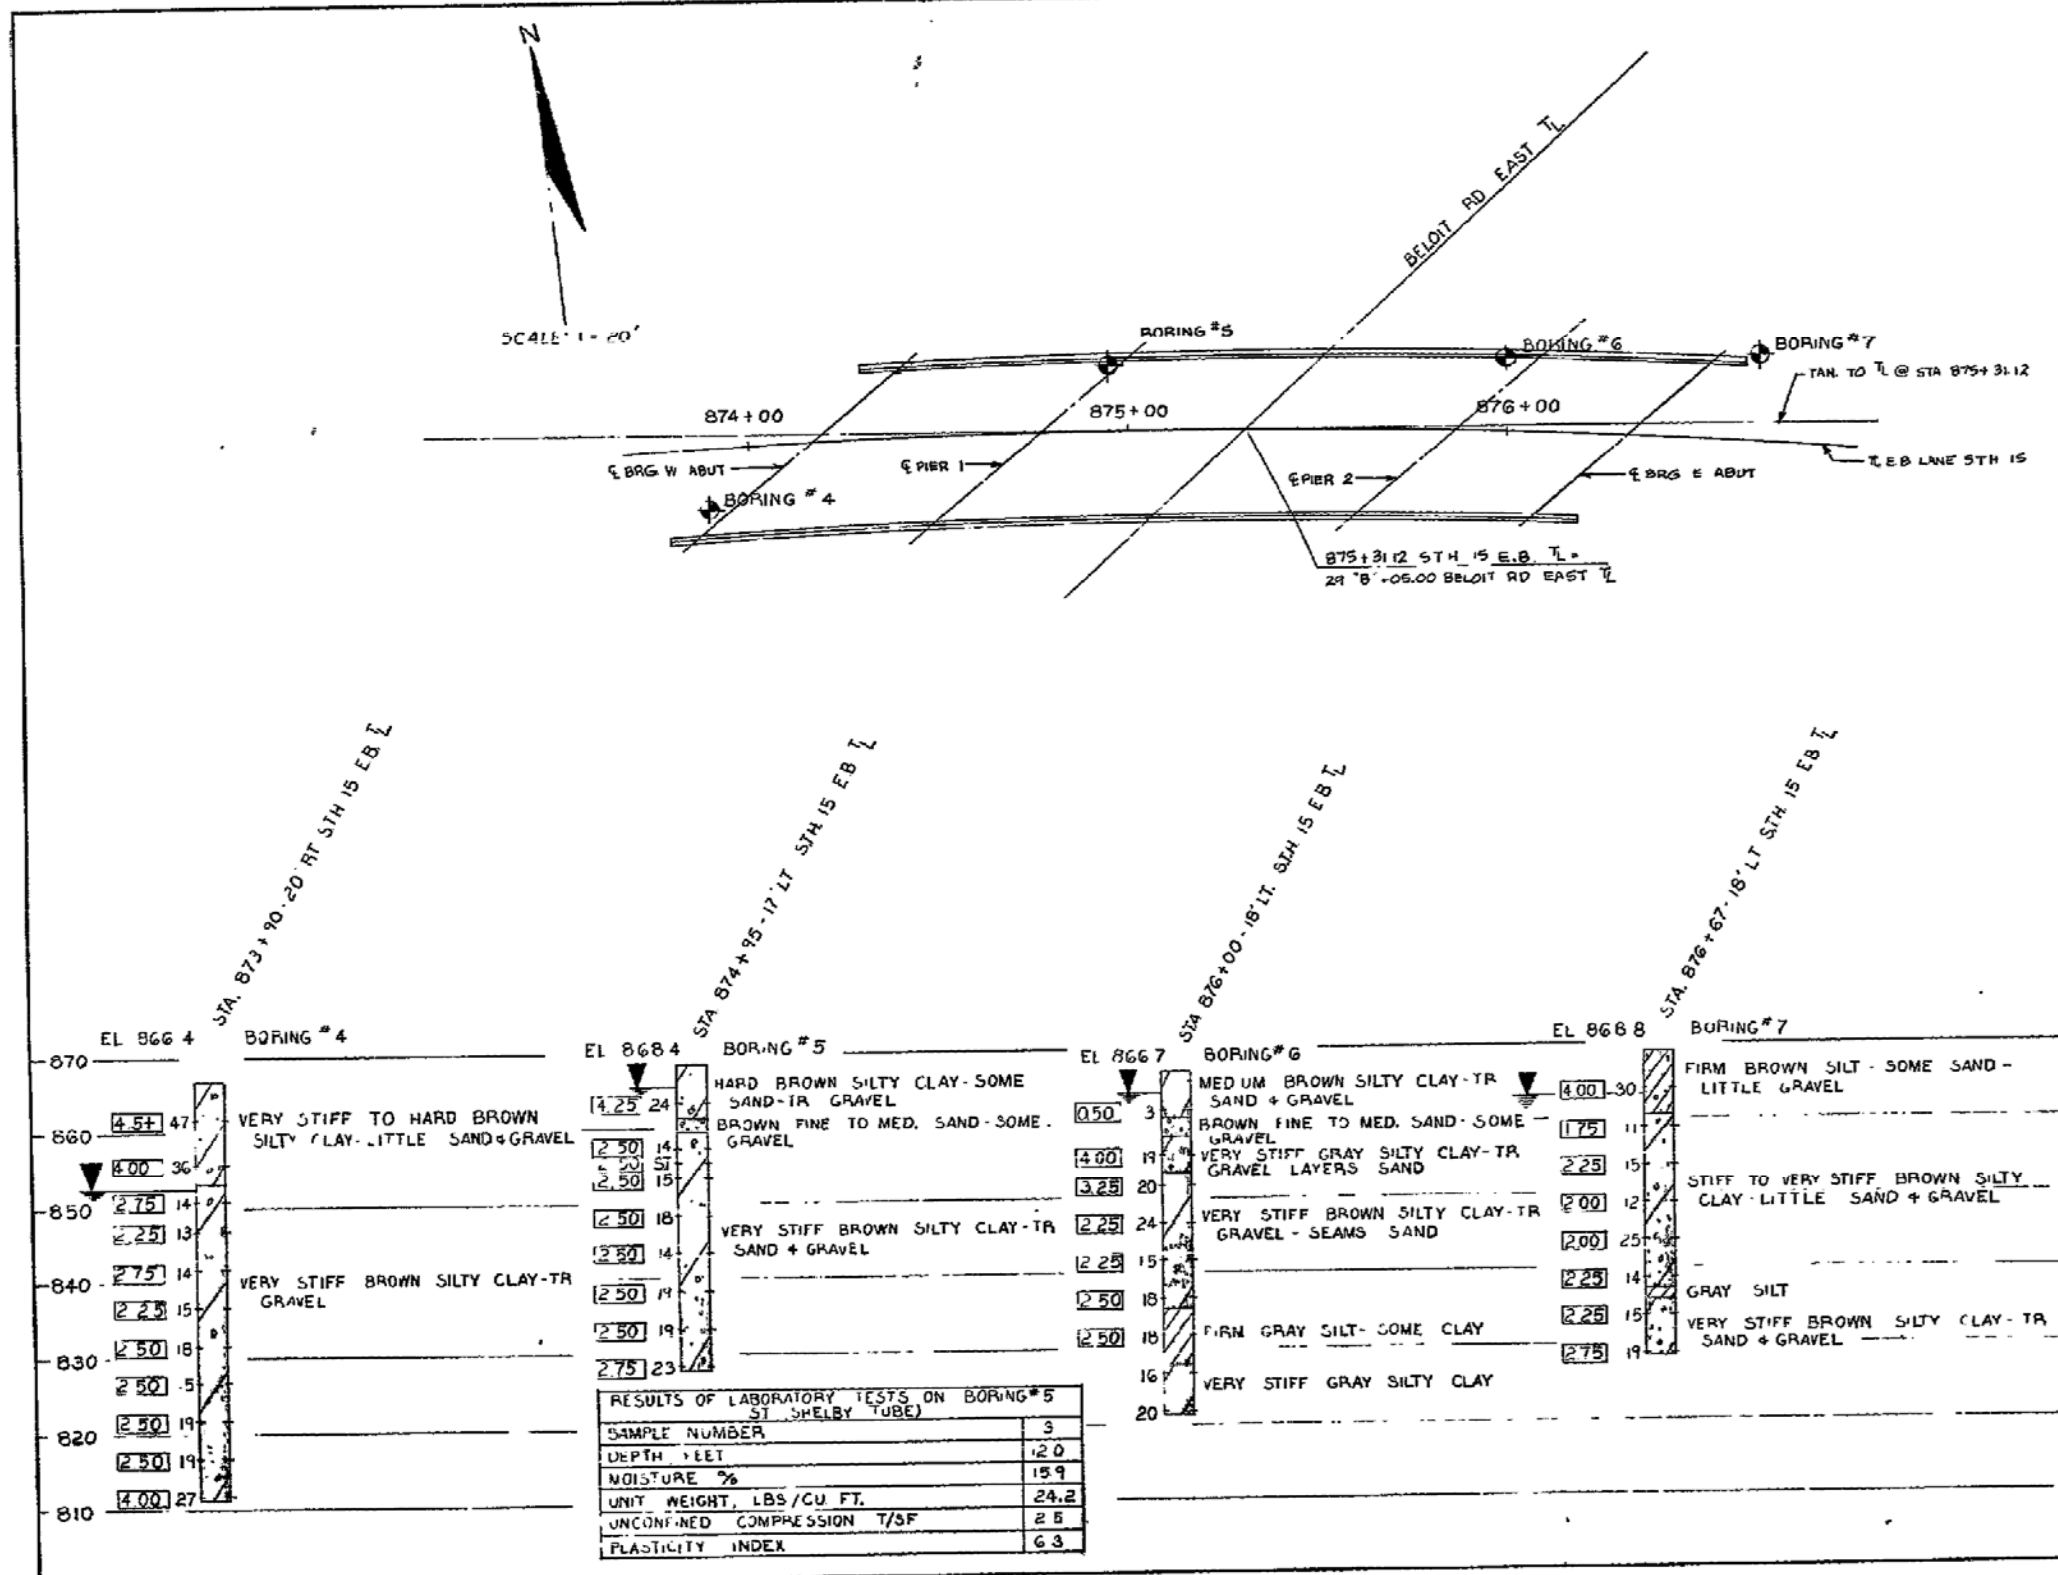 N
SCALE: 1 - 20'
BELOIT RD EAST TL
BORING #5
BORING #6
BORING #7
TAN. TO TL @ STA 875+31.12
874+00
875+00
876+00
℄ BRG W ABUT
℄ PIER 1
℄ PIER 2
℄ BRG E ABUT
TL E.B LANE STH 15
BORING #4
875+31.12 STH 15 E.B. TL =
29 "B"+05.00 BELOIT RD EAST TL
STA. 873+90-20' RT STH 15 EB TL
STA 874+95-17' LT STH. 15 EB TL
STA 876+00-18' LT. STH. 15 EB TL
STA. 876+67-18' LT STH. 15 EB TL
EL 866 4 BORING #4
EL 868 4 BORING #5
EL 866 7 BORING #6
EL 868 8 BORING #7
870
860
850
840
830
820
810
4.5+ 47
4.00 36
2.75 14
2.25 13
2.75 14
2.25 15
2.50 18
2.50
2.50 19
2.50 19
4.00 27
VERY STIFF TO HARD BROWN
SILTY CLAY-LITTLE SAND & GRAVEL
VERY STIFF BROWN SILTY CLAY-TR
GRAVEL
4.25 24
2.50 14
ST
2.50 15
2.50 18
2.50 14
2.50 19
2.50 19
2.75 23
HARD BROWN SILTY CLAY-SOME
SAND-TR GRAVEL
BROWN FINE TO MED. SAND-SOME
GRAVEL
VERY STIFF BROWN SILTY CLAY-TR
SAND & GRAVEL
0.50 3
4.00 19
3.25 20
2.25 24
2.25 15
2.50 18
2.50 18
16
20
MEDIUM BROWN SILTY CLAY-TR
SAND & GRAVEL
BROWN FINE TO MED. SAND-SOME
GRAVEL
VERY STIFF GRAY SILTY CLAY-TR
GRAVEL LAYERS SAND
VERY STIFF BROWN SILTY CLAY-TR
GRAVEL - SEAMS SAND
FIRM GRAY SILT-SOME CLAY
VERY STIFF GRAY SILTY CLAY
4.00 30
1.75 11
2.25 15
2.00 12
2.00 25
2.25 14
2.25 15
2.75 19
FIRM BROWN SILT - SOME SAND -
LITTLE GRAVEL
STIFF TO VERY STIFF BROWN SILTY
CLAY-LITTLE SAND & GRAVEL
GRAY SILT
VERY STIFF BROWN SILTY CLAY-TR
SAND & GRAVEL
RESULTS OF LABORATORY TESTS ON BORING #5
ST SHELBY TUBE)
SAMPLE NUMBER 3
DEPTH FEET 12 0
MOISTURE % 15 9
UNIT WEIGHT, LBS/CU FT. 24.2
UNCONFINED COMPRESSION T/SF 2 5
PLASTICITY INDEX 6 3